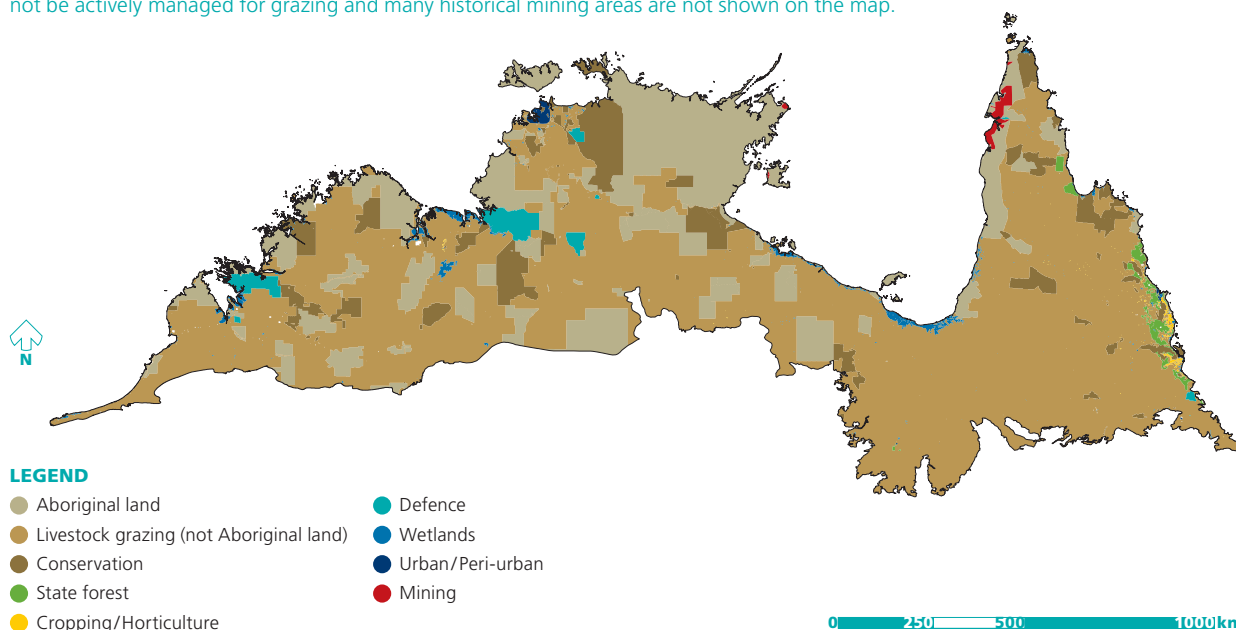 not be actively managed for grazing and many historical mining areas are not shown on the map.
N
LEGEND
Aboriginal land
Livestock grazing (not Aboriginal land)
Conservation
State forest
Cropping/Horticulture
Defence
Wetlands
Urban/Peri-urban
Mining
0 250 500 1000km